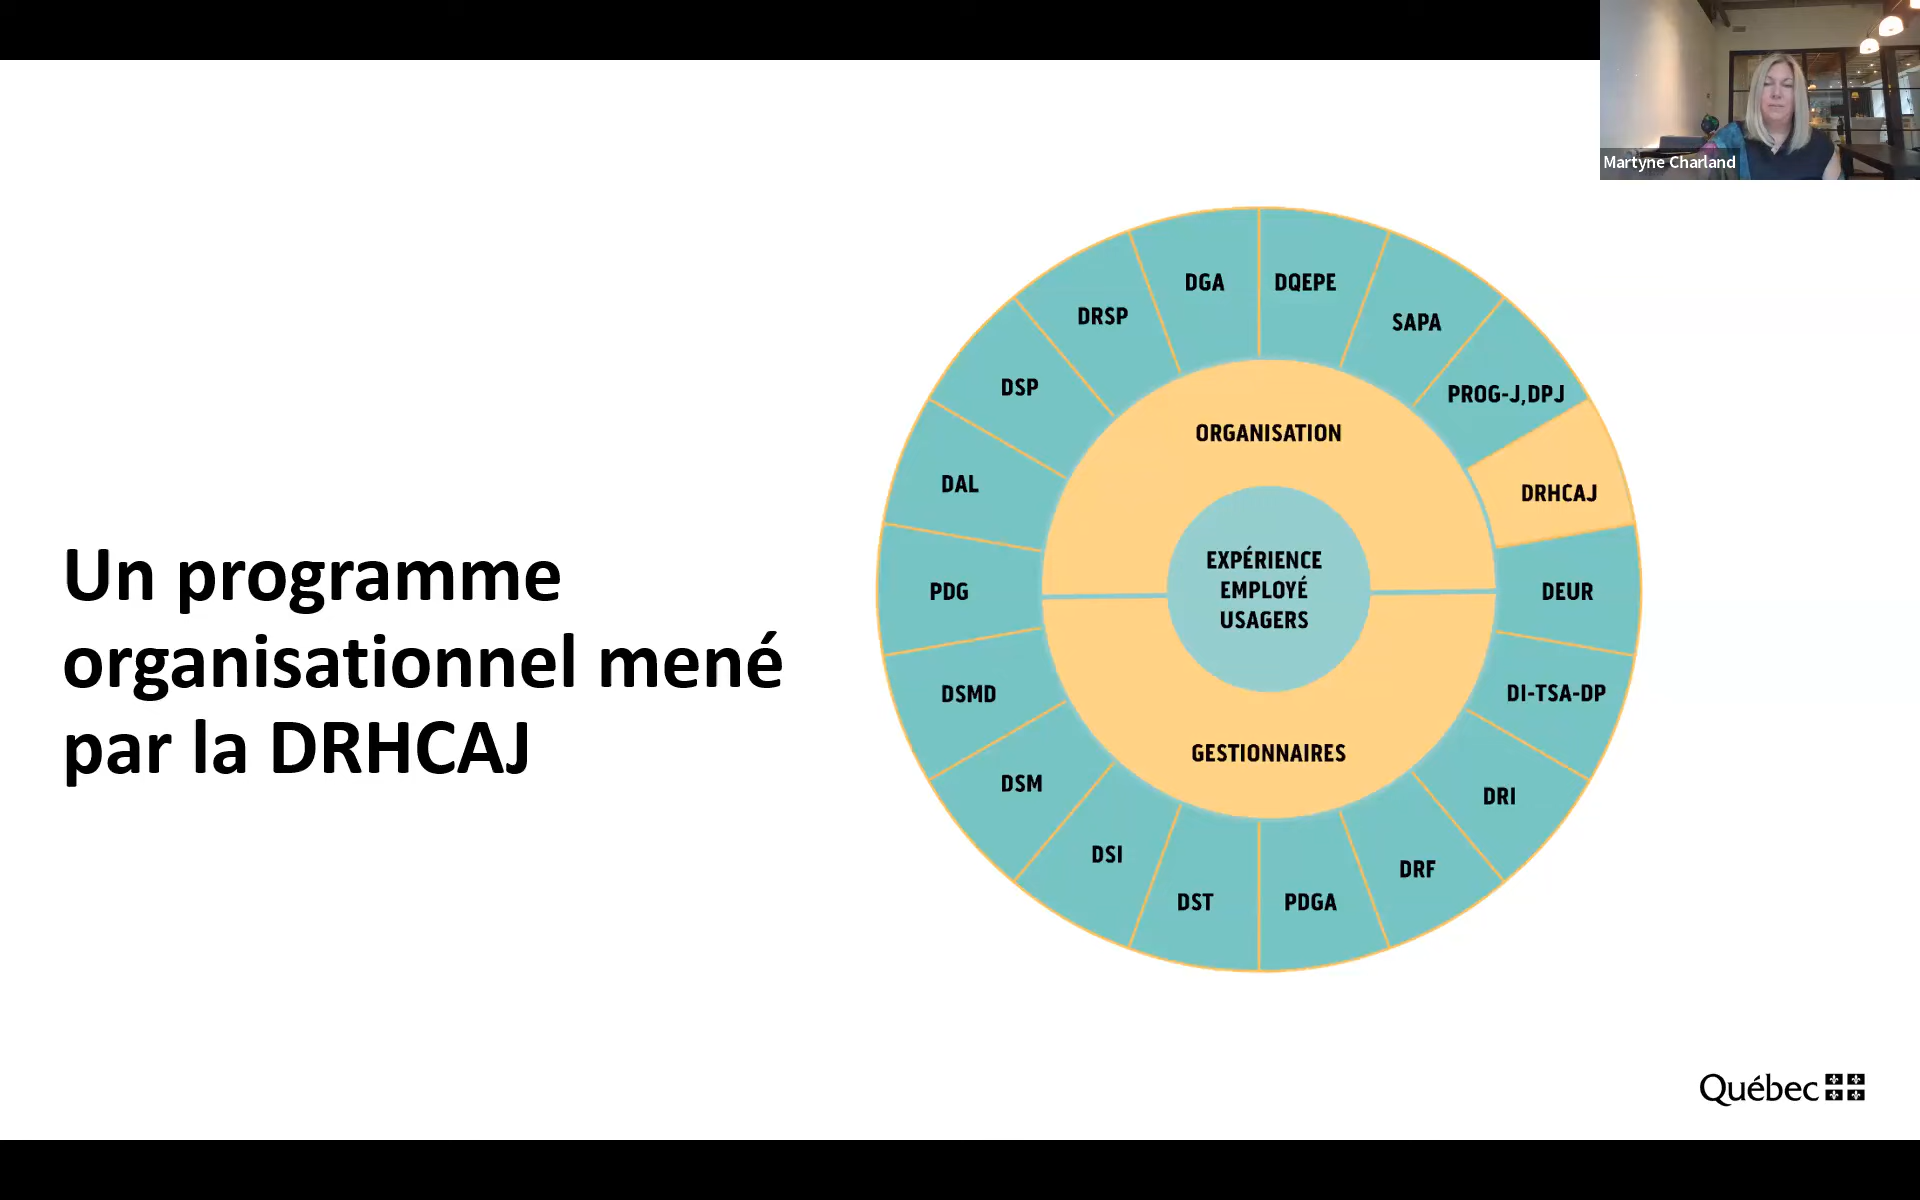 Martyne Charland
Un programme
organisationnel mené
par la DRHCAJ
DGA
DQEPE
SAPA
PROG-J,DPJ
DRHCAJ
DEUR
DI-TSA-DP
DRI
DRF
PDGA
DST
DSI
DSM
DSMD
PDG
DAL
DSP
DRSP
ORGANISATION
EXPÉRIENCE
EMPLOYÉ
USAGERS
GESTIONNAIRES
Québec